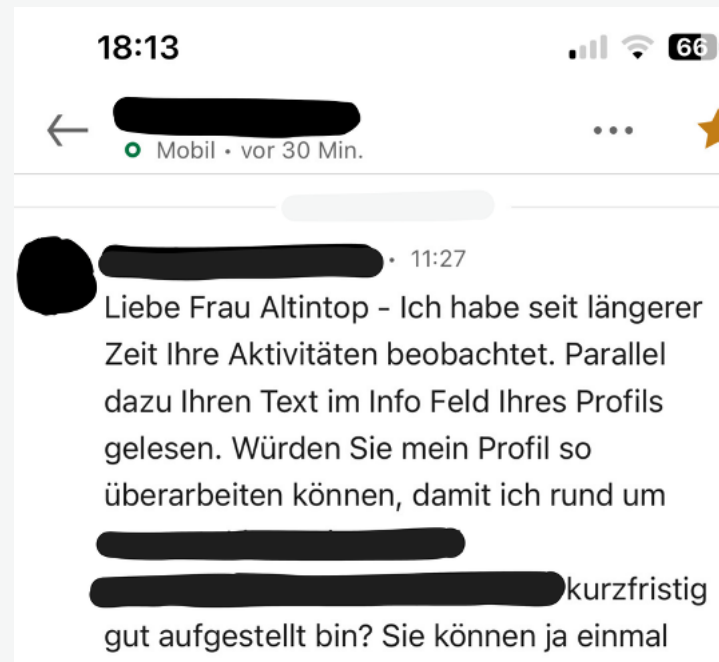 18:13
66
Mobil • vor 30 Min.
• 11:27
Liebe Frau Altintop - Ich habe seit längerer
Zeit Ihre Aktivitäten beobachtet. Parallel
dazu Ihren Text im Info Feld Ihres Profils
gelesen. Würden Sie mein Profil so
überarbeiten können, damit ich rund um
kurzfristig
gut aufgestellt bin? Sie können ja einmal